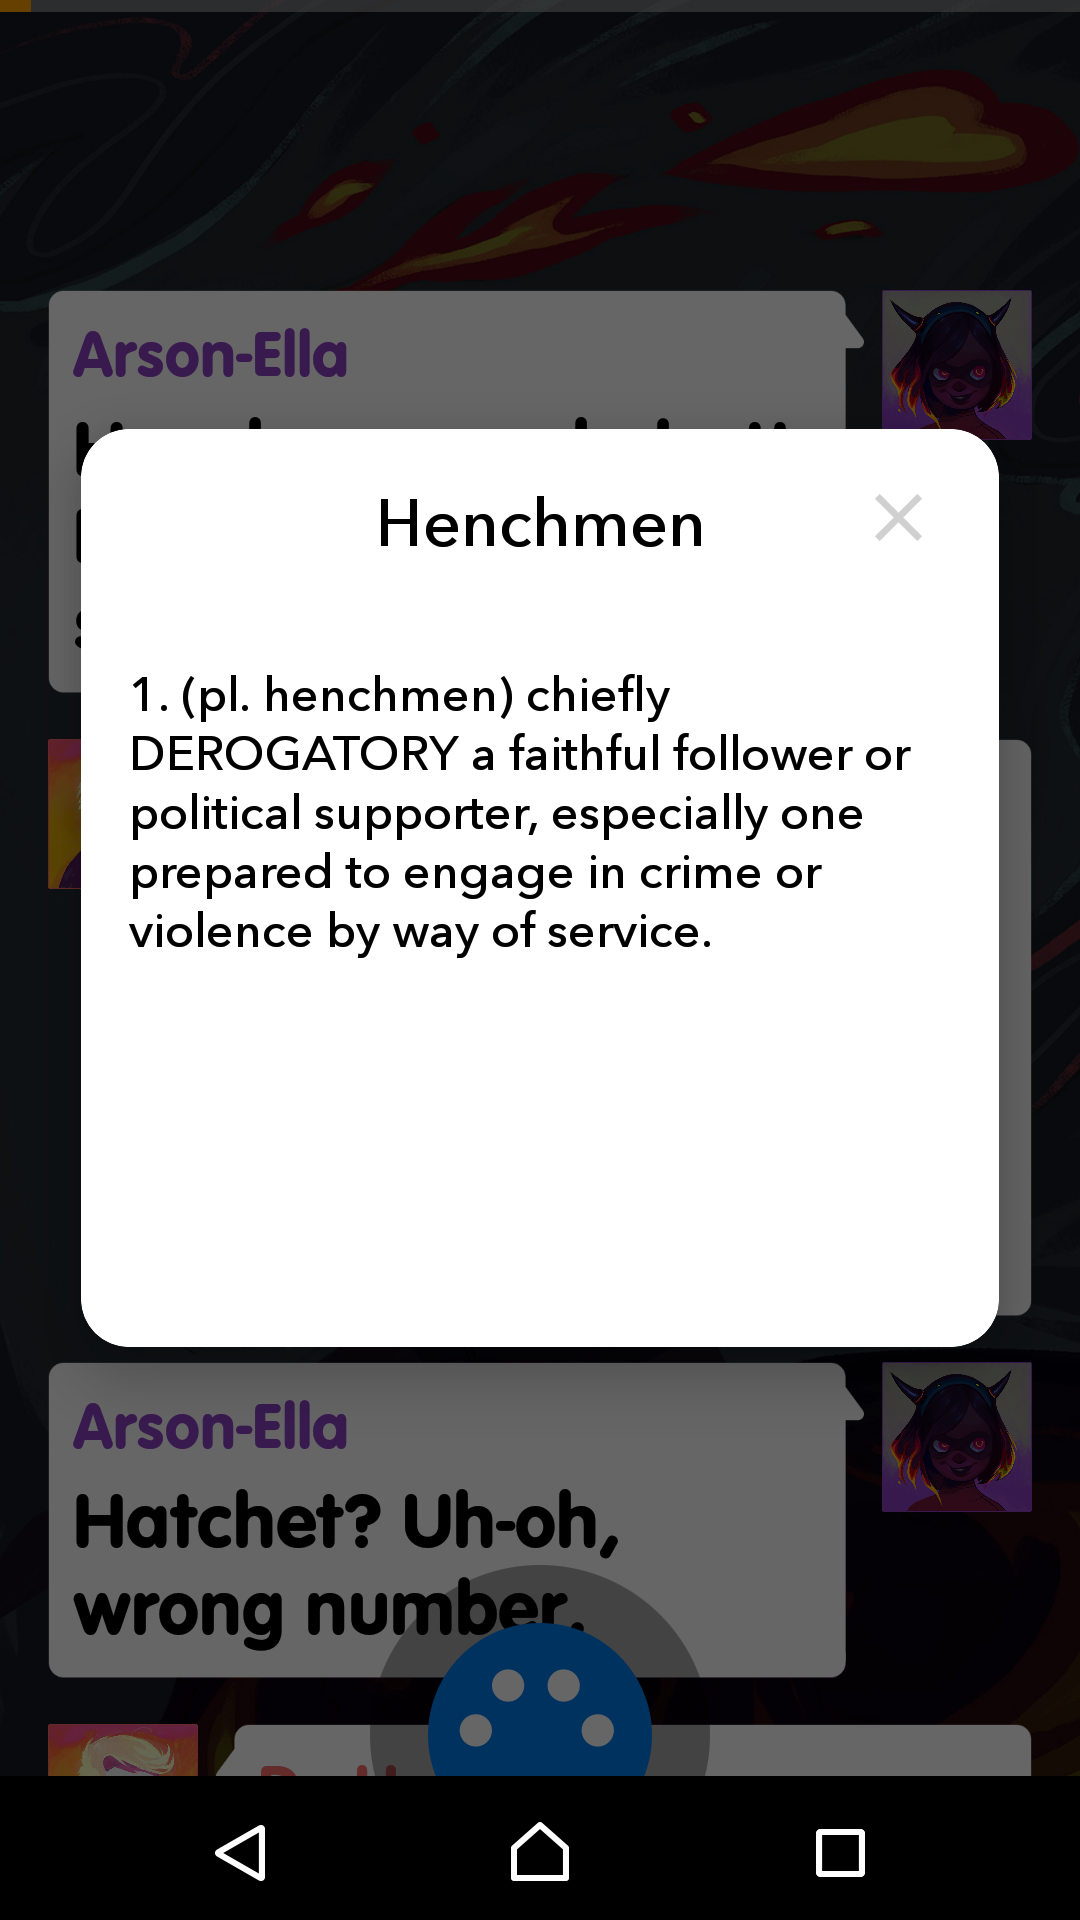 Arson-Ella
Henchmen
1. (pl. henchmen) chiefly
DEROGATORY a faithful follower or
political supporter, especially one
prepared to engage in crime or
violence by way of service.
Arson-Ella
Hatchet? Uh-oh,
wrong number.